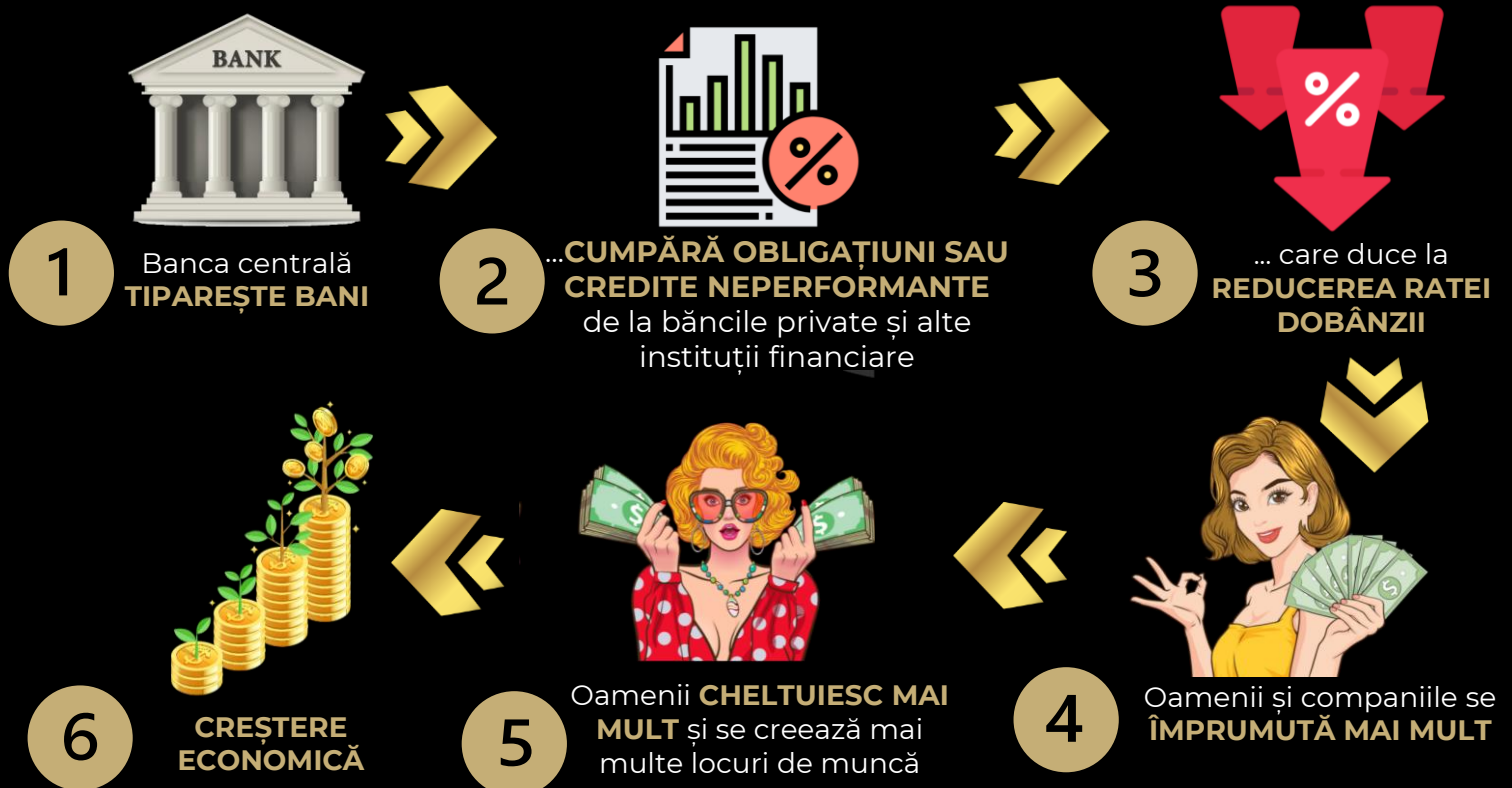 BANK
1
Banca centrală
TIPAREȘTE BANI
2
...CUMPĂRĂ OBLIGAȚIUNI SAU
CREDITE NEPERFORMANTE
de la băncile private și alte
instituții financiare
%
3
... care duce la
REDUCEREA RATEI
DOBÂNZII
4
Oamenii și companiile se
ÎMPRUMUTĂ MAI MULT
5
Oamenii CHELTUIESC MAI
MULT și se creează mai
multe locuri de muncă
6
CREȘTERE
ECONOMICĂ